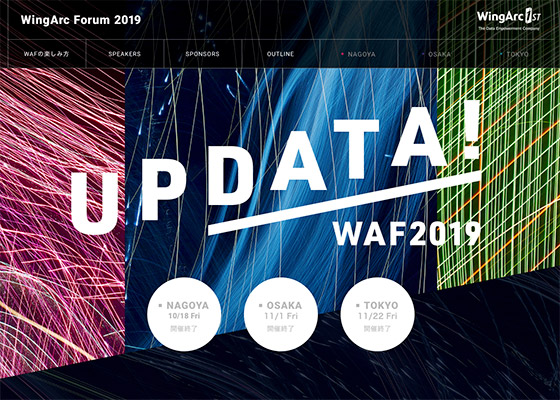 WingArc Forum 2019
WingArc 1ST
The Data Empowerment Company
WAFの楽しみ方
SPEAKERS
SPONSORS
OUTLINE
NAGOYA
OSAKA
TOKYO
UPDATA!
WAF2019
NAGOYA
10/18 Fri
開催終了
OSAKA
11/1 Fri
開催終了
TOKYO
11/22 Fri
開催終了